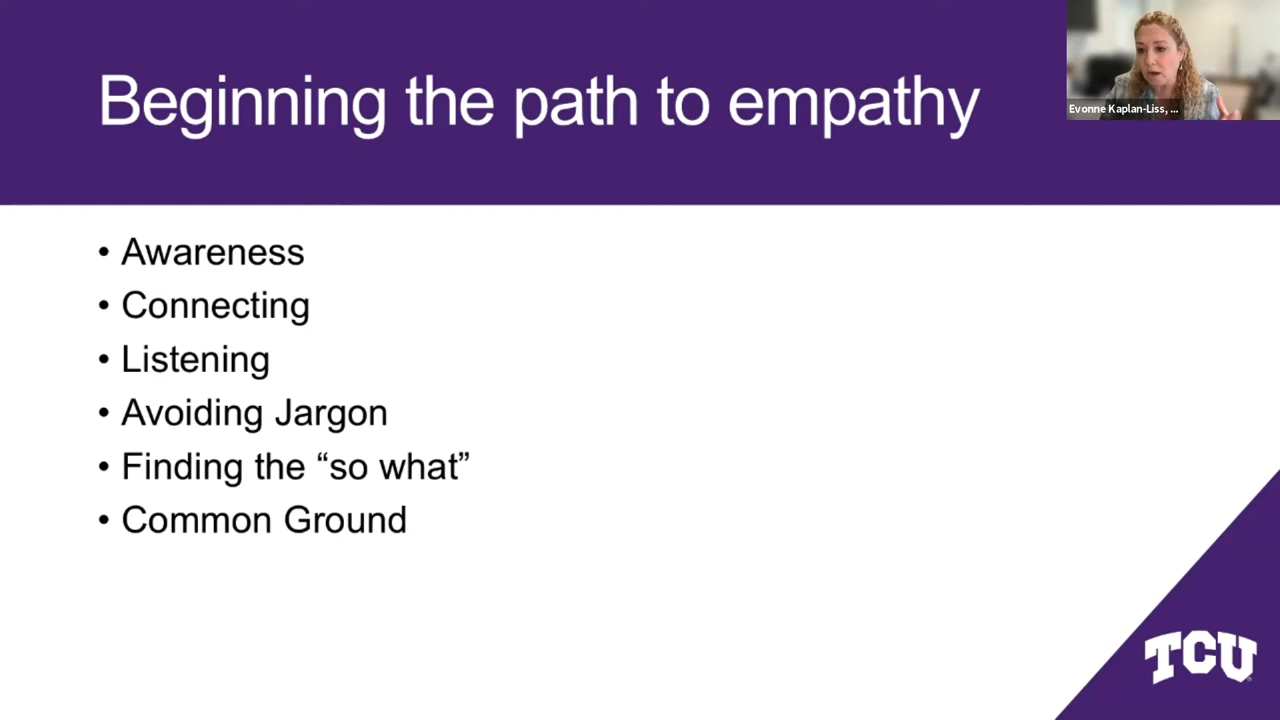 Beginning the path to empathy
Evonne Kaplan-Liss, ...
• Awareness
• Connecting
• Listening
• Avoiding Jargon
• Finding the “so what”
• Common Ground
TCU